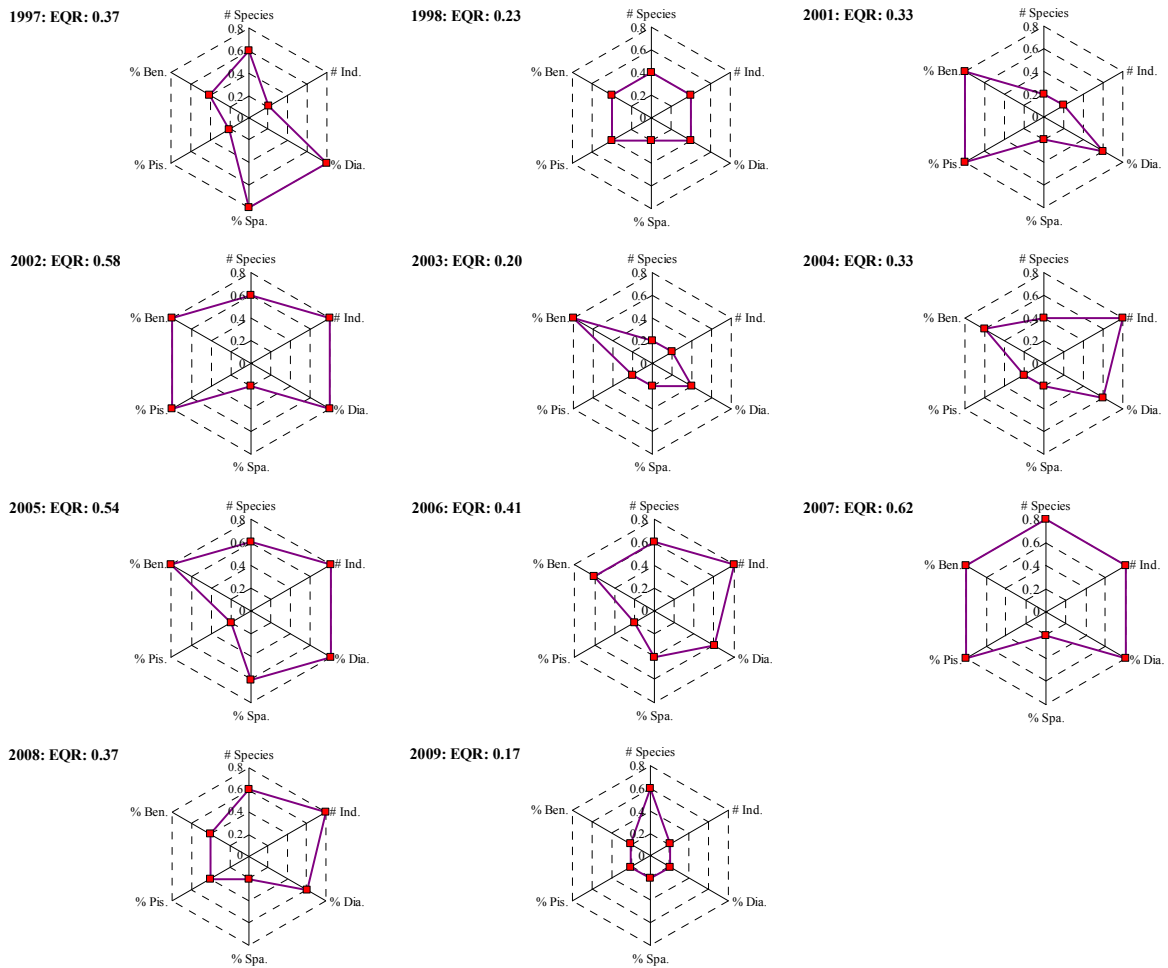 1997: EQR: 0.37
# Species
0.8
0.6
0.4
0.2
0
# Ind.
% Dia.
% Spa.
% Pis.
% Ben.
1998: EQR: 0.23
# Species
0.8
0.6
0.4
0.2
0
# Ind.
% Dia.
% Spa.
% Pis.
% Ben.
2001: EQR: 0.33
# Species
0.8
0.6
0.4
0.2
0
# Ind.
% Dia.
% Spa.
% Pis.
% Ben.
2002: EQR: 0.58
# Species
0.8
0.6
0.4
0.2
0
# Ind.
% Dia.
% Spa.
% Pis.
% Ben.
2003: EQR: 0.20
# Species
0.8
0.6
0.4
0.2
0
# Ind.
% Dia.
% Spa.
% Pis.
% Ben.
2004: EQR: 0.33
# Species
0.8
0.6
0.4
0.2
0
# Ind.
% Dia.
% Spa.
% Pis.
% Ben.
2005: EQR: 0.54
# Species
0.8
0.6
0.4
0.2
0
# Ind.
% Dia.
% Spa.
% Pis.
% Ben.
2006: EQR: 0.41
# Species
0.8
0.6
0.4
0.2
0
# Ind.
% Dia.
% Spa.
% Pis.
% Ben.
2007: EQR: 0.62
# Species
0.8
0.6
0.4
0.2
0
# Ind.
% Dia.
% Spa.
% Pis.
% Ben.
2008: EQR: 0.37
# Species
0.8
0.6
0.4
0.2
0
# Ind.
% Dia.
% Spa.
% Pis.
% Ben.
2009: EQR: 0.17
# Species
0.8
0.6
0.4
0.2
0
# Ind.
% Dia.
% Spa.
% Pis.
% Ben.